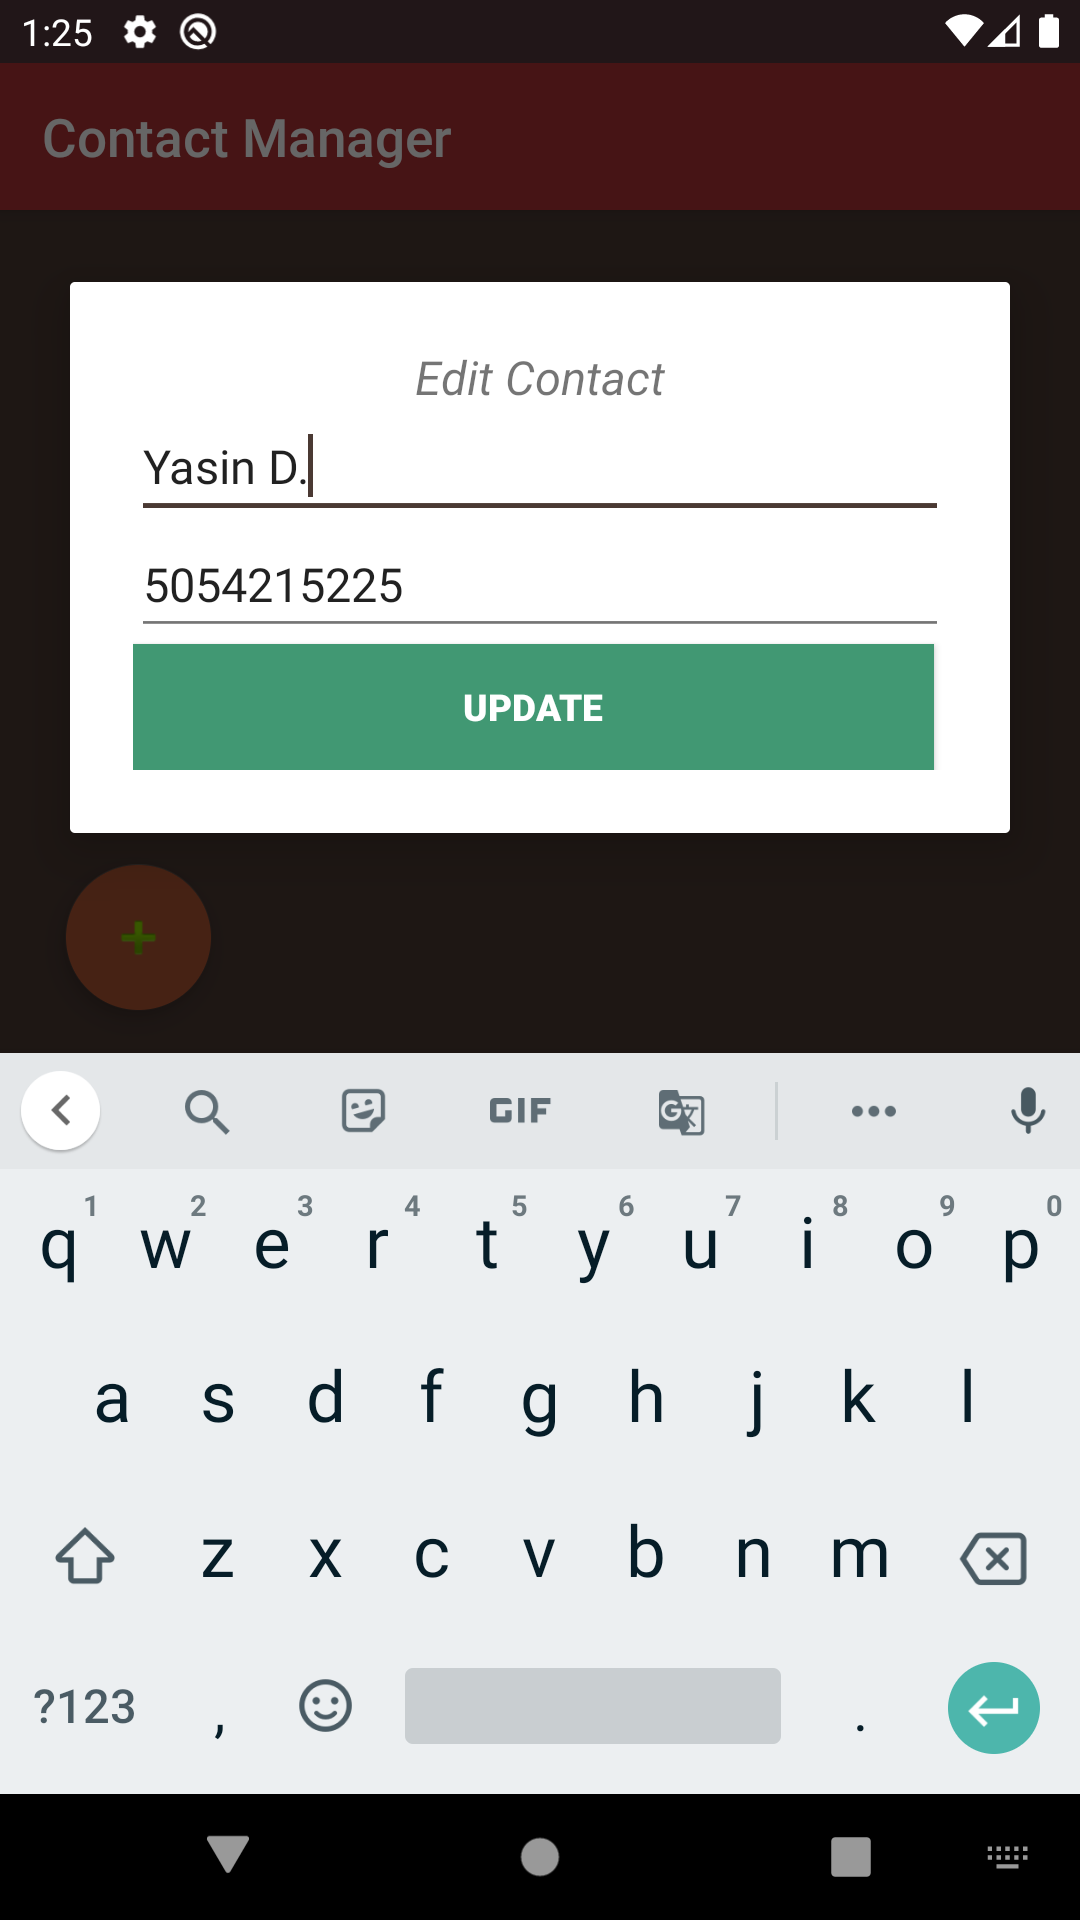 1:25
Contact Manager
Edit Contact
Yasin D.
5054215225
UPDATE
GIF
G
1 2 3 4 5 6 7 8 9 0
q w e r t y u i o p
a s d f g h j k l
z x c v b n m
?123 , .